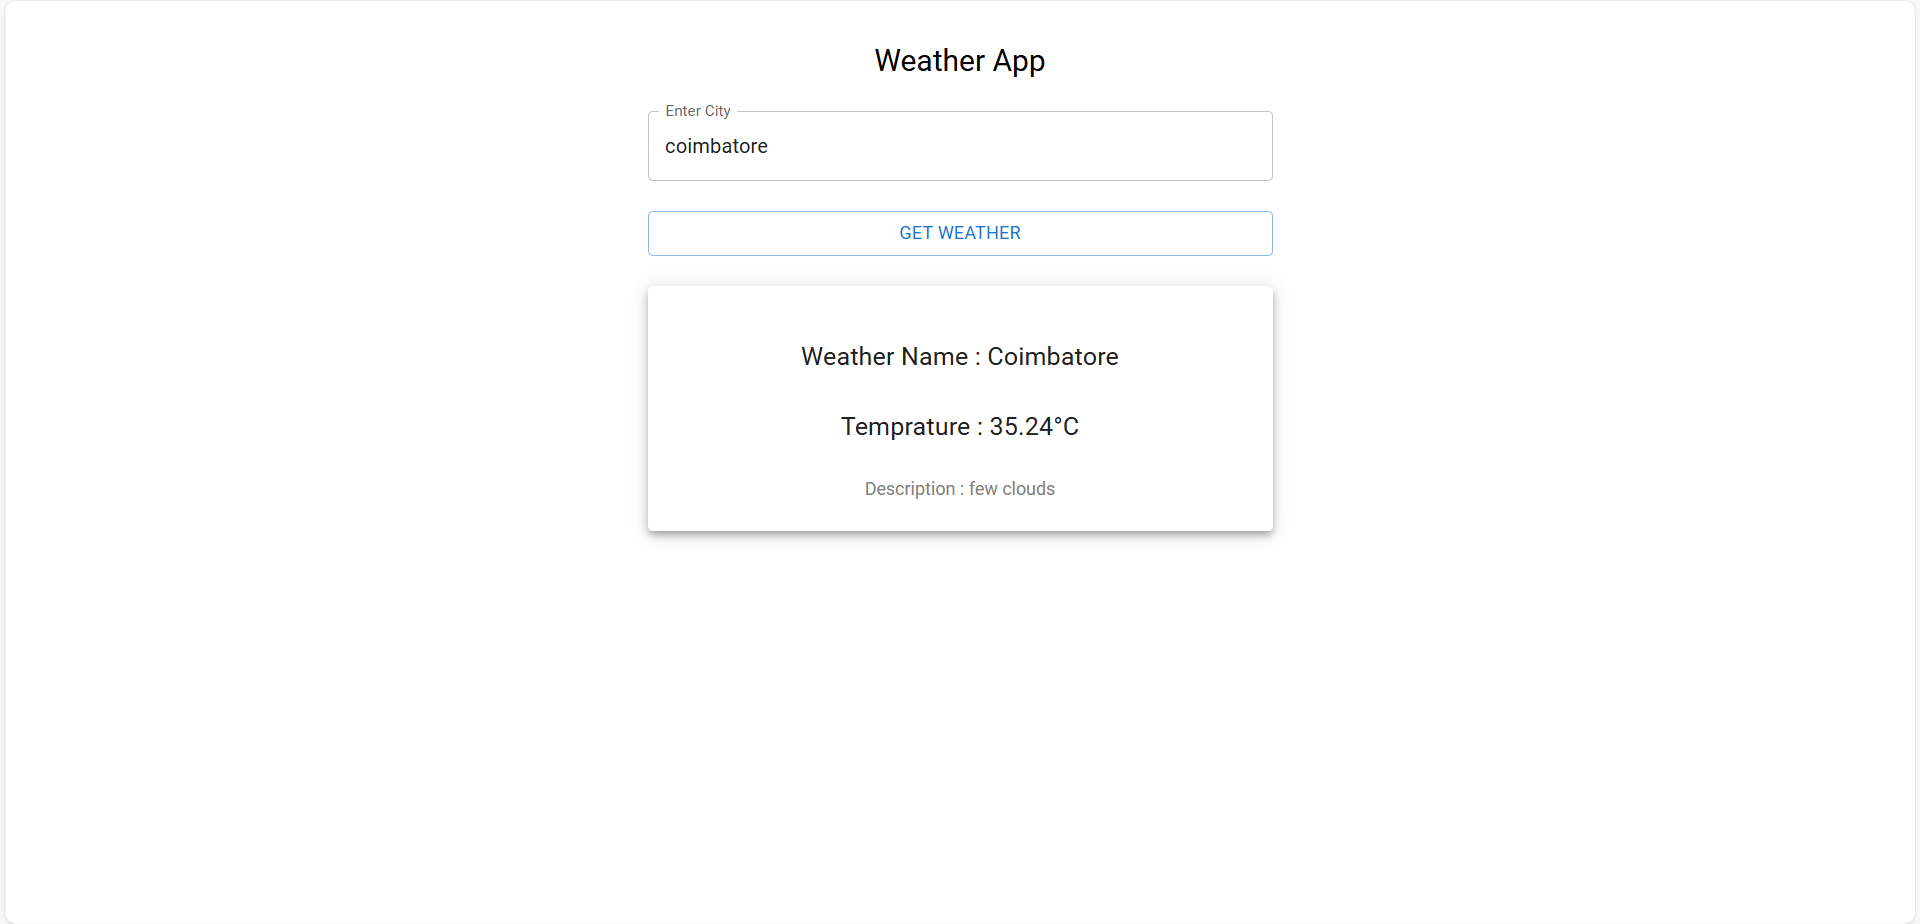 Weather App
Enter City
coimbatore
GET WEATHER
Weather Name : Coimbatore
Temprature : 35.24°C
Description : few clouds